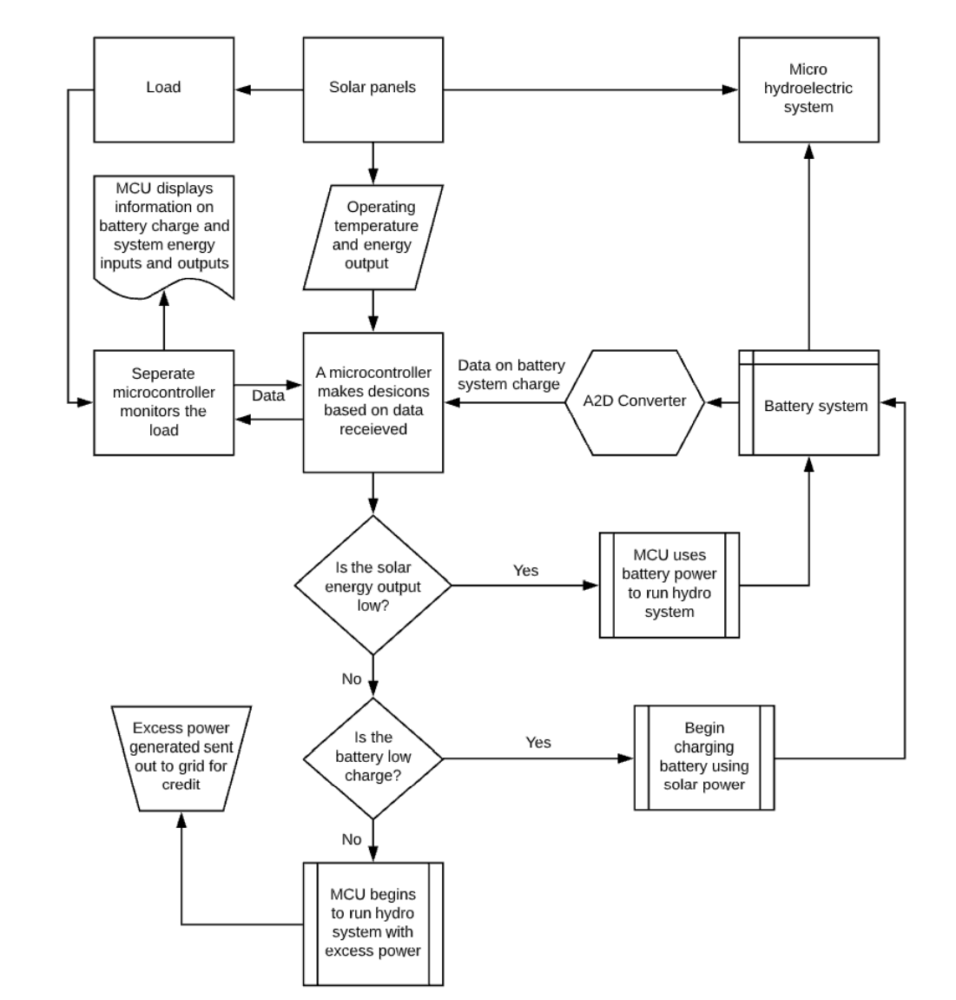 Load
Solar panels
Micro
hydroelectric
system
MCU displays
information on
battery charge and
system energy
inputs and outputs
Operating
temperature
and energy
output
Seperate
microcontroller
monitors the
load
Data
A microcontroller
makes desicons
based on data
receieved
Data on battery
system charge
A2D Converter
Battery system
Is the solar
energy output
low?
Yes
MCU uses
battery power
to run hydro
system
No
Excess power
generated sent
out to grid for
credit
Is the
battery low
charge?
Yes
Begin
charging
battery using
solar power
No
MCU begins
to run hydro
system with
excess power